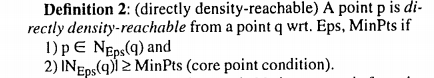 Definition 2: (directly density-reachable) A point p is di-
rectly density-reachable from a point q wrt. Eps, MinPts if
1) p ∈ N_Eps(q) and
2) |N_Eps(q)| ≥ MinPts (core point condition).